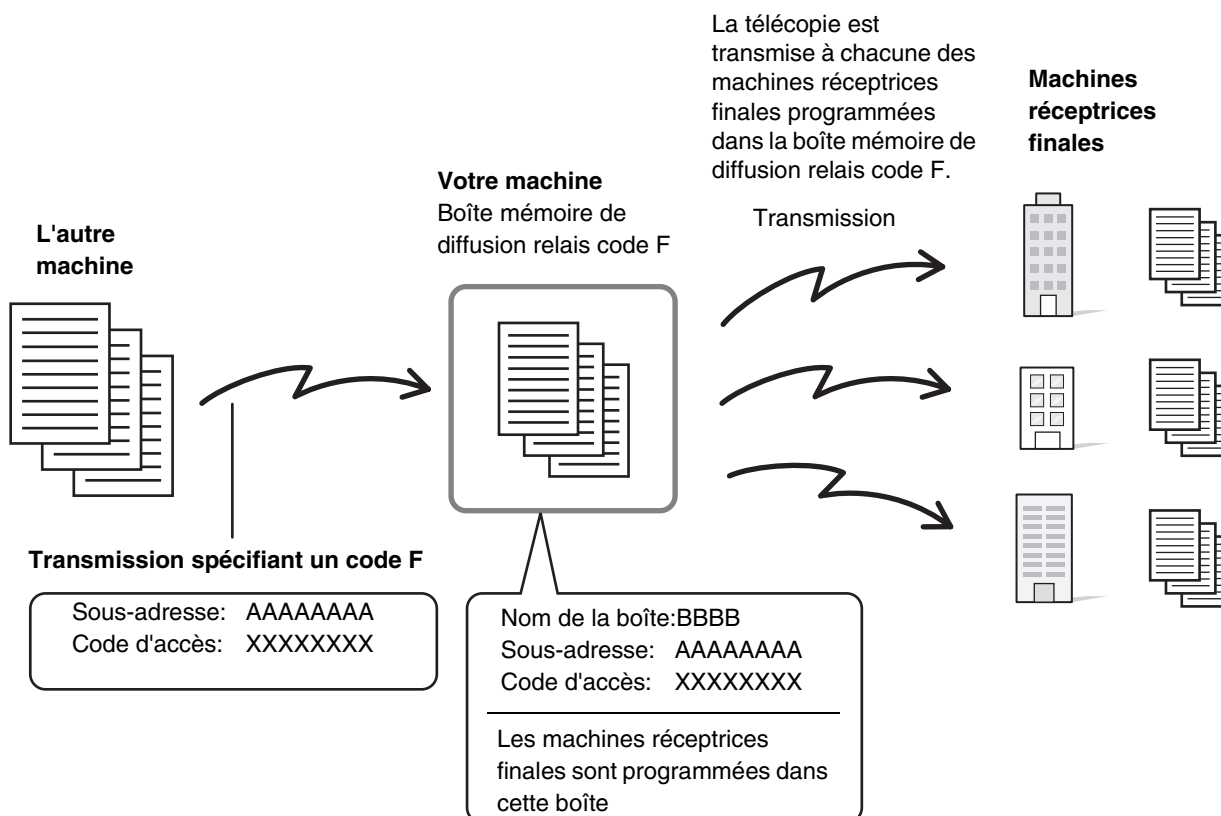 La télécopie est
transmise à chacune des
machines réceptrices
finales programmées
dans la boîte mémoire de
diffusion relais code F.
Machines
réceptrices
finales
Votre machine
Boîte mémoire de
diffusion relais code F
Transmission
L'autre
machine
Transmission spécifiant un code F
Sous-adresse: AAAAAAAA
Code d'accès: XXXXXXXX
Nom de la boîte:BBBB
Sous-adresse: AAAAAAAA
Code d'accès: XXXXXXXX
Les machines réceptrices
finales sont programmées dans
cette boîte